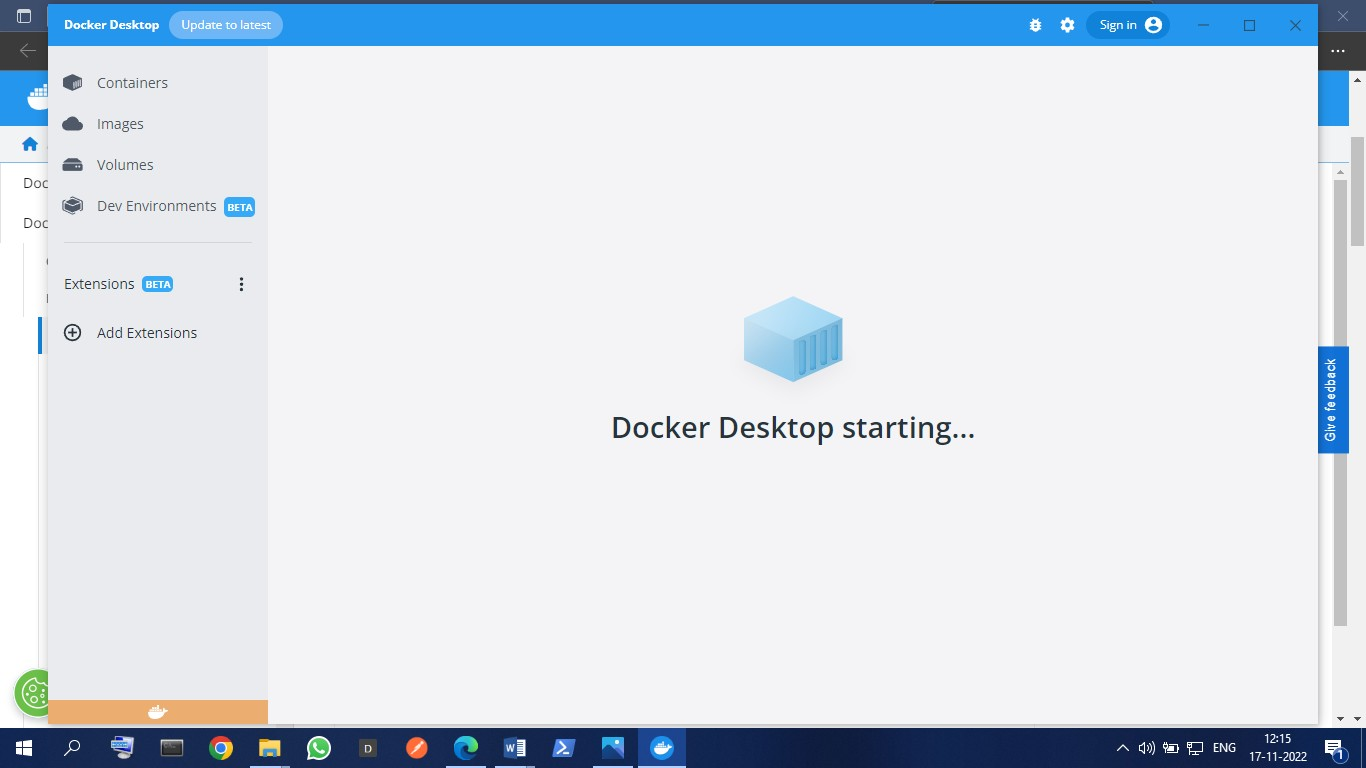 Docker Desktop
Update to latest
Sign in
Containers
Images
Volumes
Dev Environments BETA
Extensions BETA
Add Extensions
Docker Desktop starting...
Doc
Doc
Give feedback
D
W
ENG
12:15
17-11-2022
1